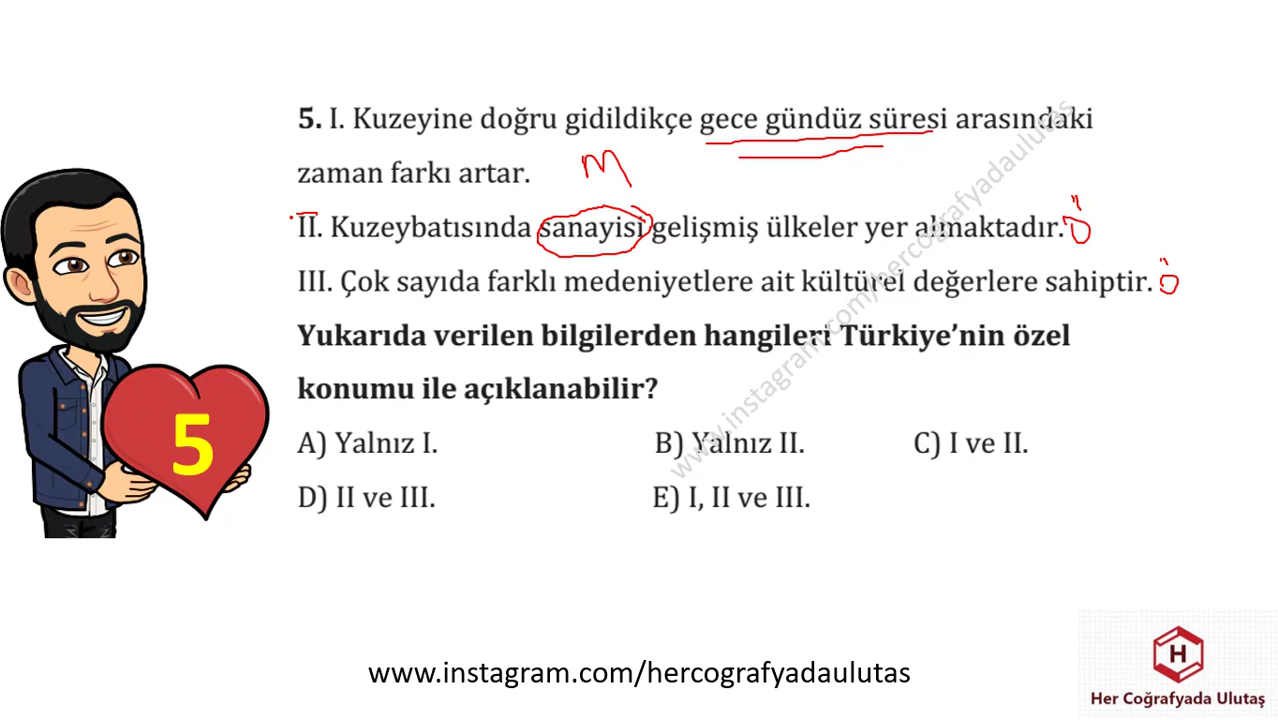 5. I. Kuzeyine doğru gidildikçe gece gündüz süresi arasındaki
zaman farkı artar.
M
II. Kuzeybatısında sanayisi gelişmiş ülkeler yer almaktadır. Ö
III. Çok sayıda farklı medeniyetlere ait kültürel değerlere sahiptir. Ö
Yukarıda verilen bilgilerden hangileri Türkiye'nin özel
konumu ile açıklanabilir?
A) Yalnız I. B) Yalnız II. C) I ve II.
D) II ve III. E) I, II ve III.
5
www.instagram.com/hercografyadaulutas
www.instagram.com/hercografyadaulutas
H
Her Coğrafyada Ulutaş